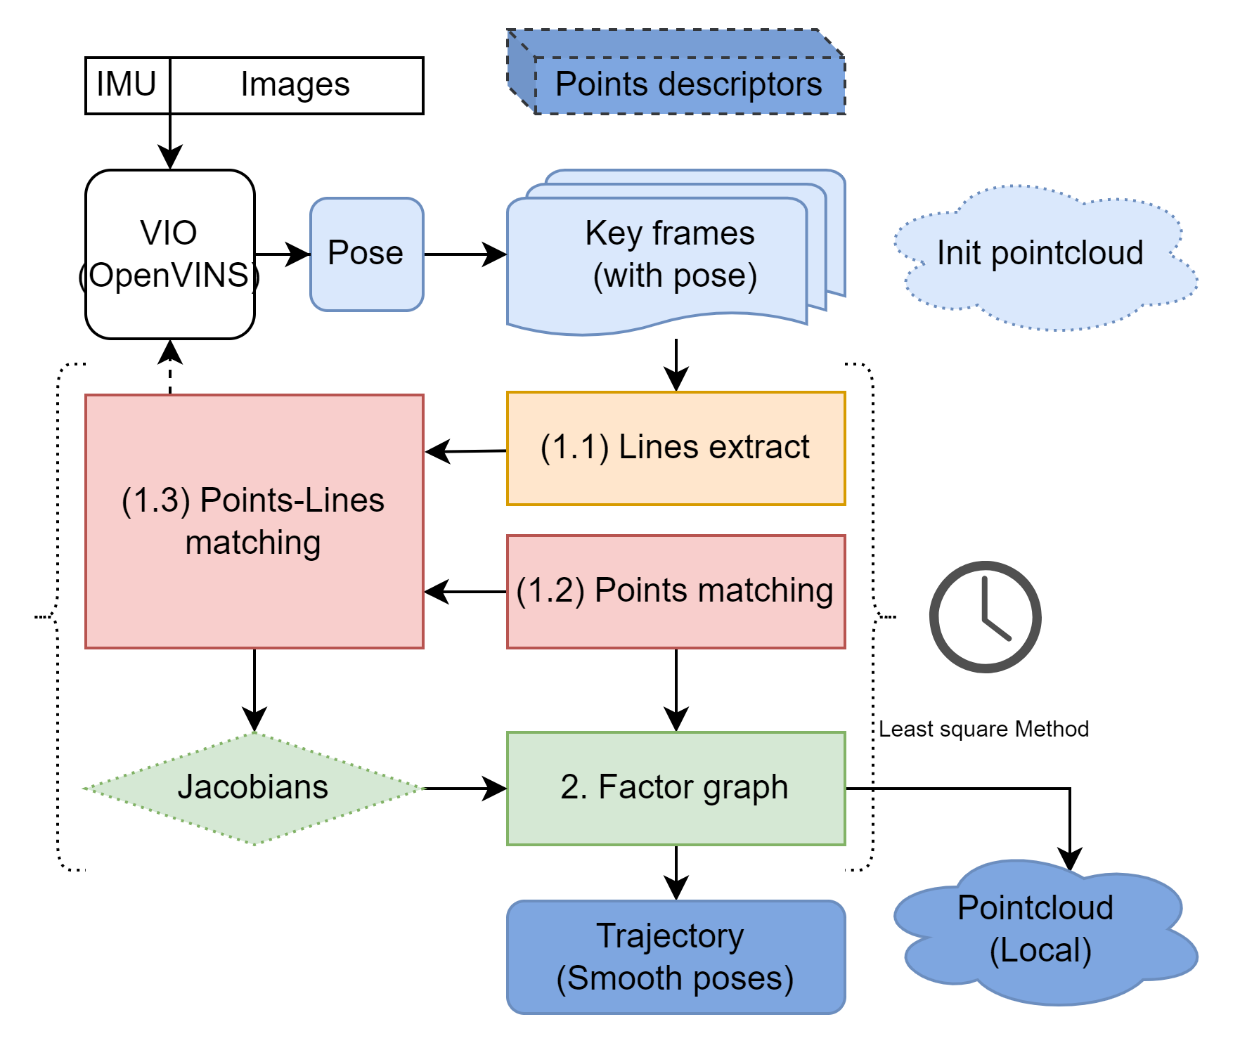 IMU
Images
Points descriptors
VIO
(OpenVINS)
Pose
Key frames
(with pose)
Init pointcloud
(1.1) Lines extract
(1.3) Points-Lines
matching
(1.2) Points matching
Least square Method
Jacobians
2. Factor graph
Trajectory
(Smooth poses)
Pointcloud
(Local)